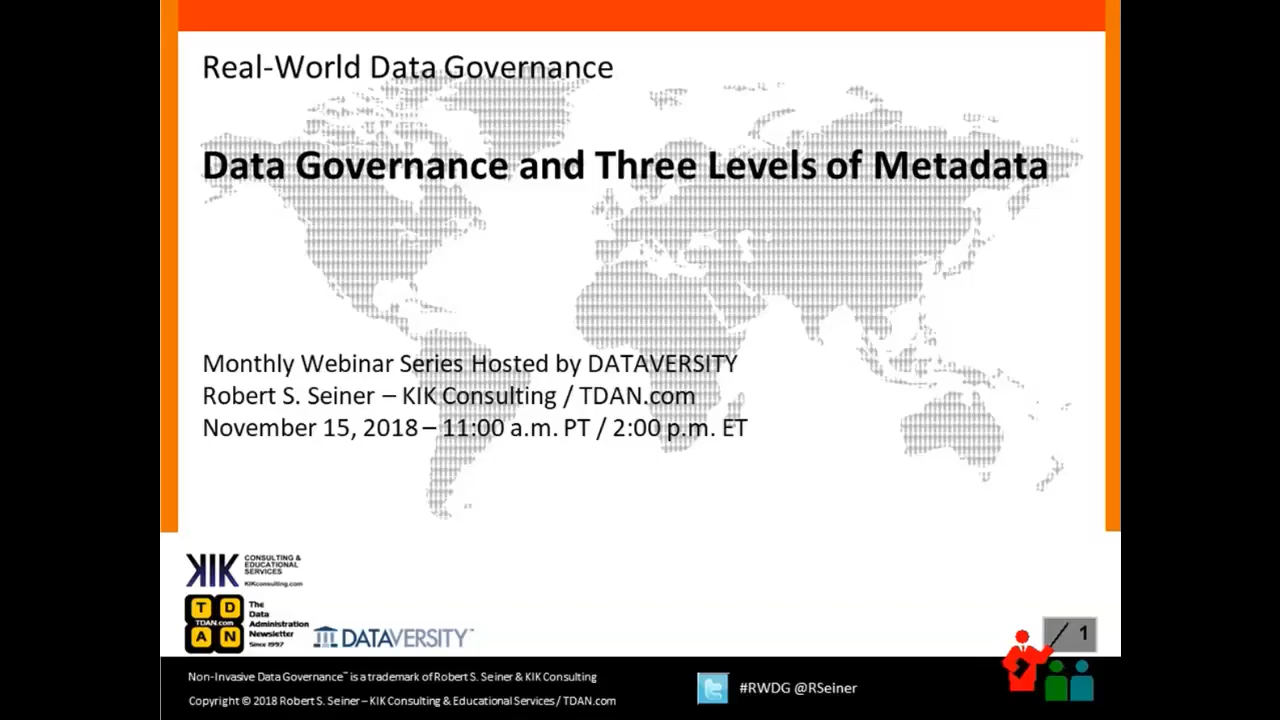 Real-World Data Governance
Data Governance and Three Levels of Metadata
Monthly Webinar Series Hosted by DATAVERSITY
Robert S. Seiner – KIK Consulting / TDAN.com
November 15, 2018 – 11:00 a.m. PT / 2:00 p.m. ET
KIK
CONSULTING &
EDUCATIONAL
SERVICES
KIKconsulting.com
T D
TDAN.com
A N
The
Data
Administration
Newsletter
Since 1997
DATAVERSITY™
1
Non-Invasive Data Governance™ is a trademark of Robert S. Seiner & KIK Consulting
Copyright © 2018 Robert S. Seiner – KIK Consulting & Educational Services / TDAN.com
#RWDG @RSeiner